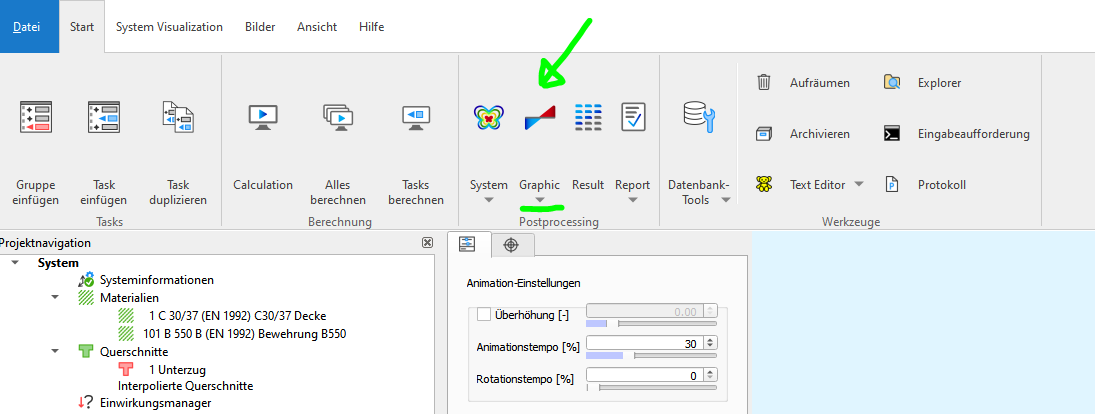 Datei Start System Visualization Bilder Ansicht Hilfe
Gruppe einfügen
Task einfügen
Task duplizieren
Tasks
Calculation
Alles berechnen
Tasks berechnen
Berechnung
System
Graphic
Result
Report
Postprocessing
Datenbank-Tools
Aufräumen
Explorer
Archivieren
Eingabeaufforderung
Text Editor
Protokoll
Werkzeuge
Projektnavigation
System
Systeminformationen
Materialien
1 C 30/37 (EN 1992) C30/37 Decke
101 B 550 B (EN 1992) Bewehrung B550
Querschnitte
1 Unterzug
Interpolierte Querschnitte
Einwirkungsmanager
Animation-Einstellungen
Überhöhung [-] 0.00
Animationstempo [%] 30
Rotationstempo [%] 0